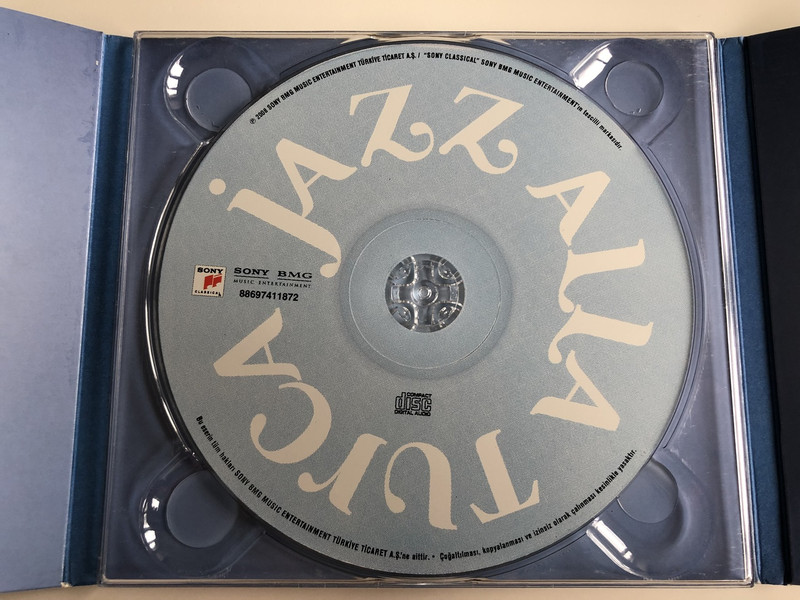 ℗ 2008 SONY BMG MUSIC ENTERTAINMENT TÜRKİYE TİCARET A.Ş. / "SONY CLASSICAL" SONY BMG MUSIC ENTERTAINMENT'ın tescilli markasıdır.
jAZZ AllA TurCA
SONY
CLASSICAL
SONY BMG
MUSIC ENTERTAINMENT
88697411872
COMPACT
disc
DIGITAL AUDIO
Bu eserin tüm hakları SONY BMG MUSIC ENTERTAINMENT TÜRKİYE TİCARET A.Ş.'ne aittir. • Çoğaltılması, kopyalanması ve izinsiz olarak çalınması kesinlikle yasaktır.